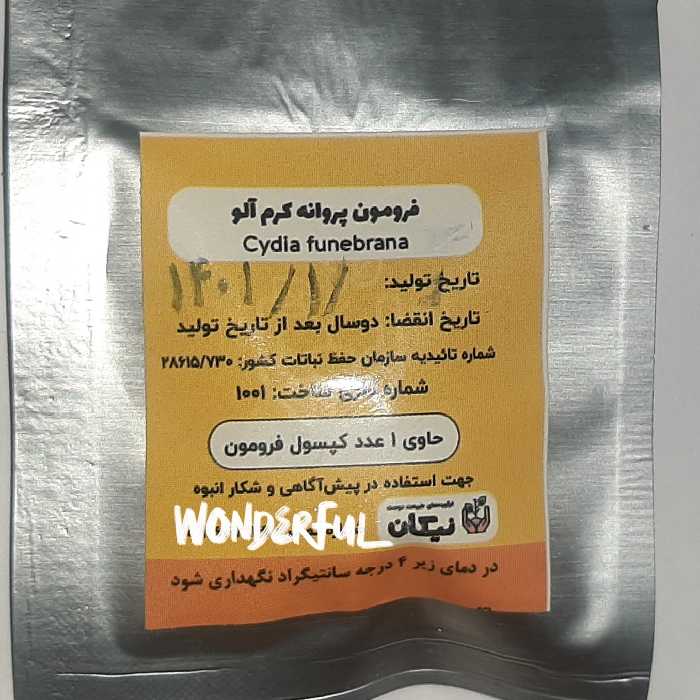 فرومون پروانه کرم آلو
Cydia funebrana
تاریخ تولید: ۱۴۰۱/۱/
تاریخ انقضا: دوسال بعد از تاریخ تولید
شماره تائیدیه سازمان حفظ نباتات کشور: ۲۸۶۱۵/۷۳۰
شماره ساخت: ۱۰۰۱
حاوی ۱ عدد کپسول فرومون
جهت استفاده در پیش‌آگاهی و شکار انبوه
WONDERFUL
نیکان
در دمای زیر ۴ درجه سانتیگراد نگهداری شود